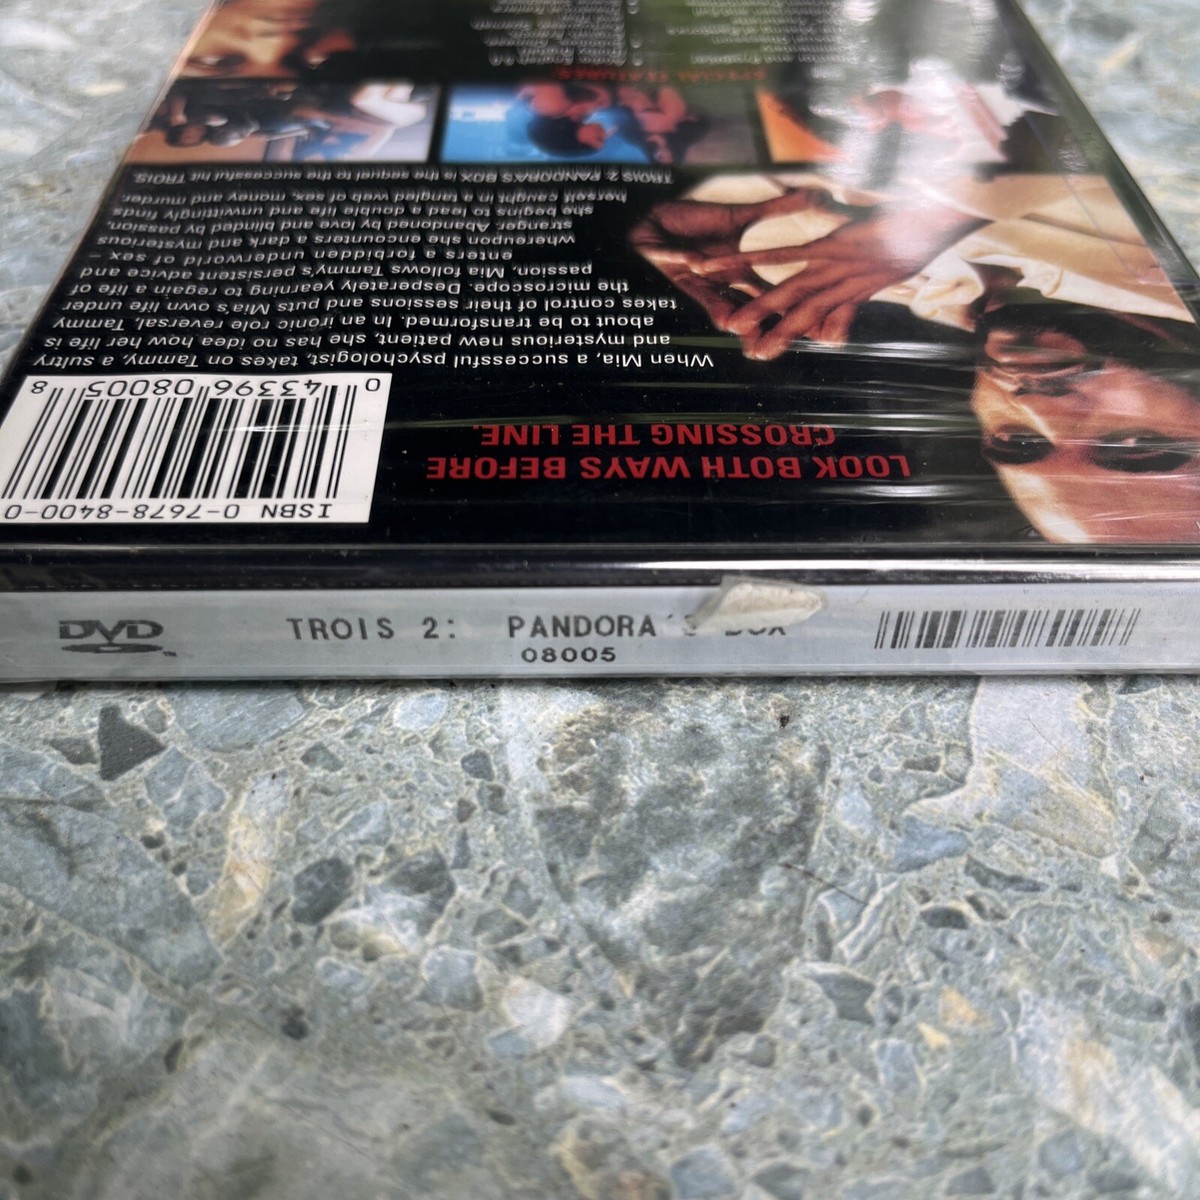 LOOK BOTH WAYS BEFORE
CROSSING THE LINE.
When Mia, a successful psychologist, takes on Tammy, a sultry
and mysterious new patient, she has no idea how her life is
about to be transformed. In an ironic role reversal, Tammy
takes control of their sessions and puts Mia's own life under
the microscope. Desperately yearning to regain a life of
passion, Mia follows Tammy's persistent advice and
enters a forbidden underworld of sex –
whereupon she encounters a dark and mysterious
stranger. Abandoned by love and blinded by passion
she begins to lead a double life and unwittingly finds
herself caught in a tangled web of sex, money and murder
TROIS 2 PANDORA'S BOX is the sequel to the successful hit TROIS.
SPECIAL FEATURES
ISBN 0-7678-8400-0
0 43396 08005 8
DVD
TROIS 2: PANDORA'S BOX
08005